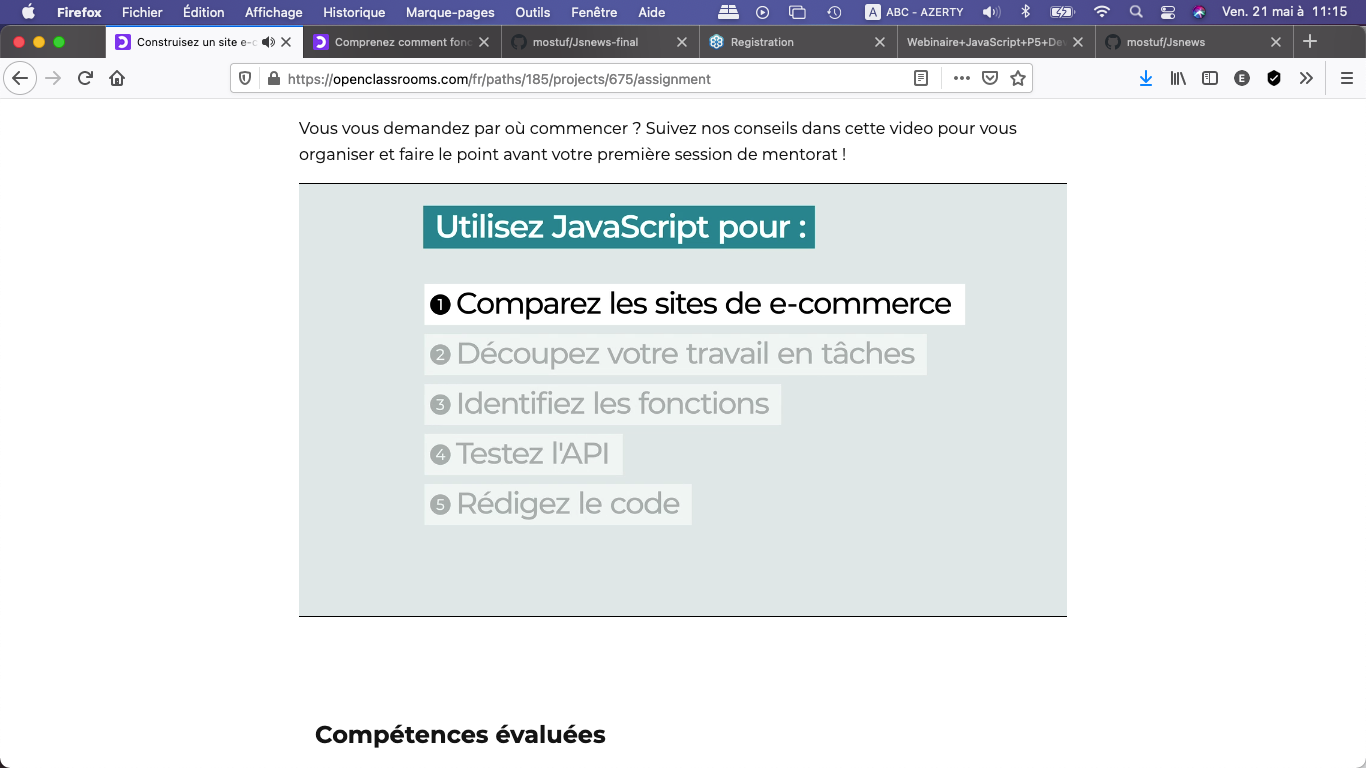 Firefox Fichier Édition Affichage Historique Marque-pages Outils Fenêtre Aide A ABC - AZERTY Ven. 21 mai à 11:15
Construisez un site e-c Comprenez comment fonc mostuf/Jsnews-final Registration Webinaire+JavaScript+P5+De mostuf/Jsnews
https://openclassrooms.com/fr/paths/185/projects/675/assignment E
Vous vous demandez par où commencer ? Suivez nos conseils dans cette video pour vous
organiser et faire le point avant votre première session de mentorat !
Utilisez JavaScript pour :
1 Comparez les sites de e-commerce
2 Découpez votre travail en tâches
3 Identifiez les fonctions
4 Testez l'API
5 Rédigez le code
Compétences évaluées